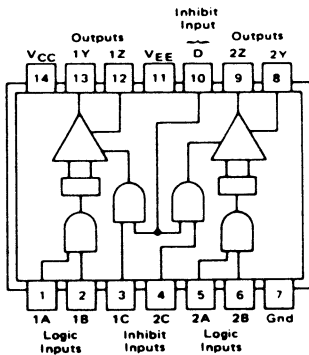 Inhibit
Outputs Input Outputs
VCC 1Y 1Z VEE D 2Z 2Y
14 13 12 11 10 9 8
1 2 3 4 5 6 7
1A 1B 1C 2C 2A 2B Gnd
Logic Inhibit Logic
Inputs Inputs Inputs